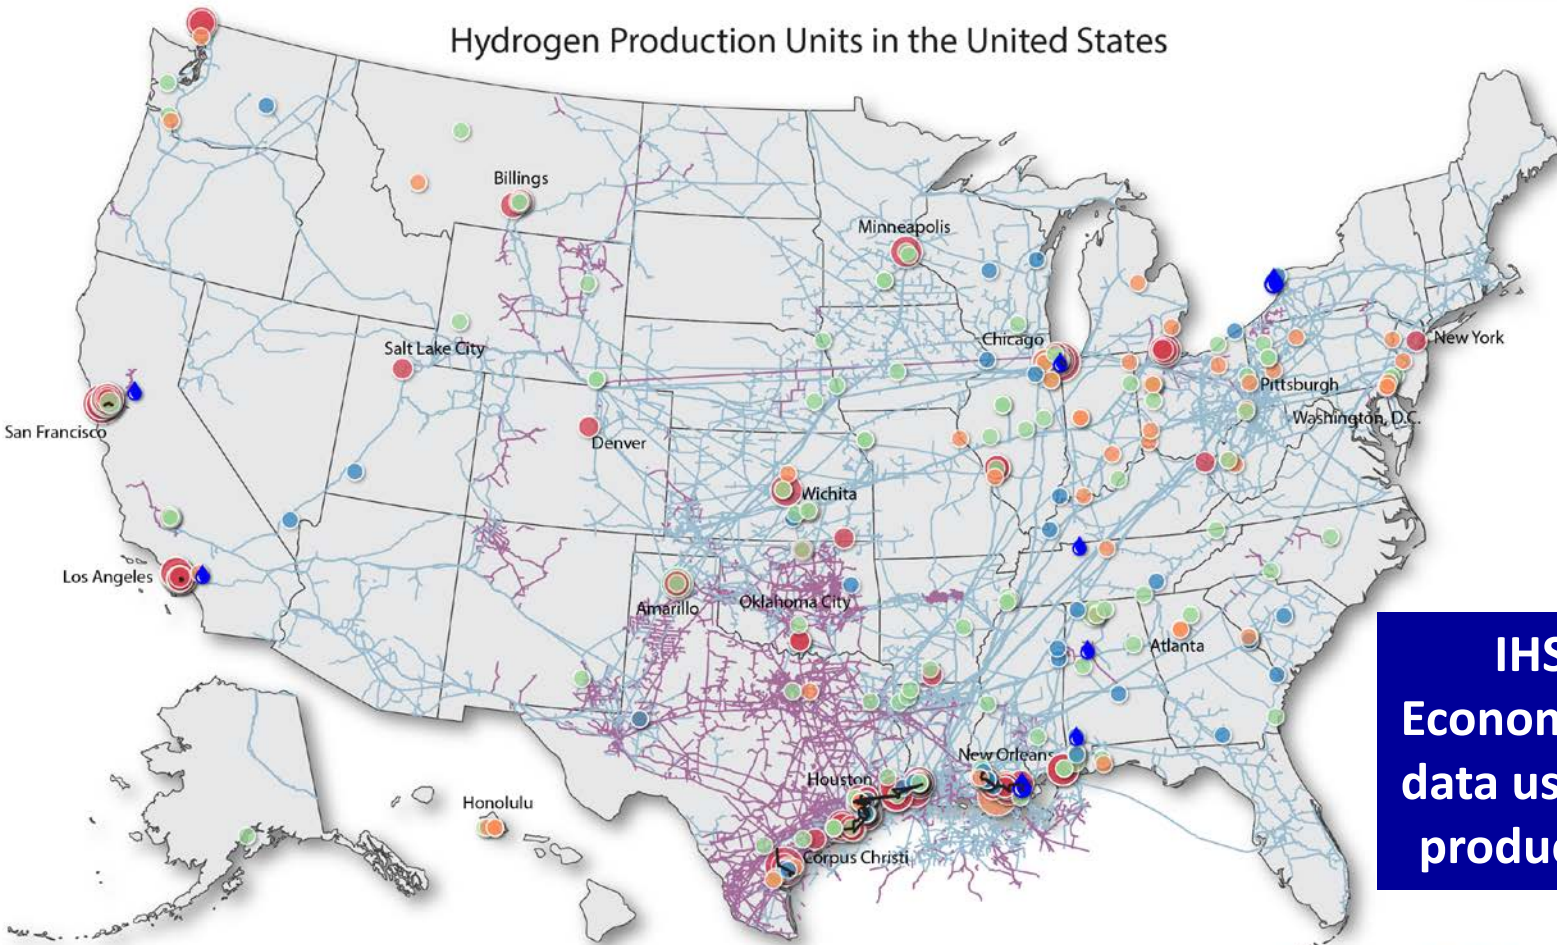 Hydrogen Production Units in the United States
Billings
Minneapolis
Chicago
New York
Salt Lake City
Pittsburgh
San Francisco
Denver
Washington, D.C.
Wichita
Los Angeles
Amarillo
Oklahoma City
Atlanta
New Orleans
Houston
Honolulu
Corpus Christi
IHS
Econom
data us
produc